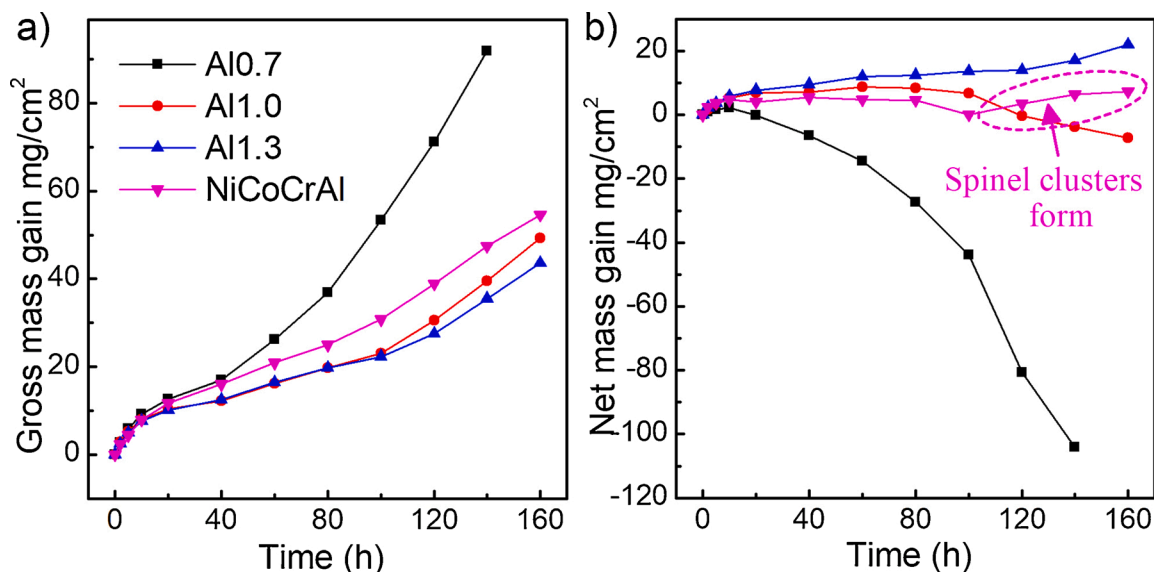 a)
Al0.7
Al1.0
Al1.3
NiCoCrAl
Gross mass gain mg/cm²
80
60
40
20
0
0 40 80 120 160
Time (h)
b)
Net mass gain mg/cm²
20
0
-20
-40
-60
-80
-100
-120
Spinel clusters
form
0 40 80 120 160
Time (h)